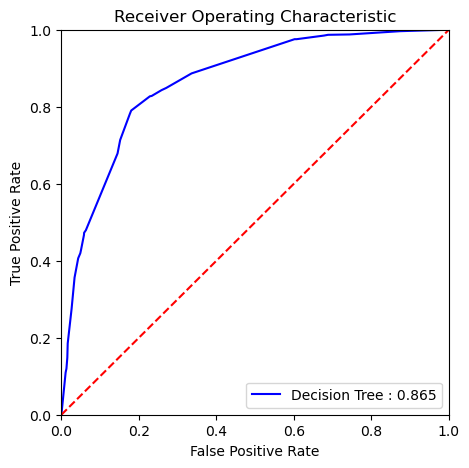 Receiver Operating Characteristic
True Positive Rate
1.0
0.8
0.6
0.4
0.2
0.0
Decision Tree : 0.865
0.0 0.2 0.4 0.6 0.8 1.0
False Positive Rate